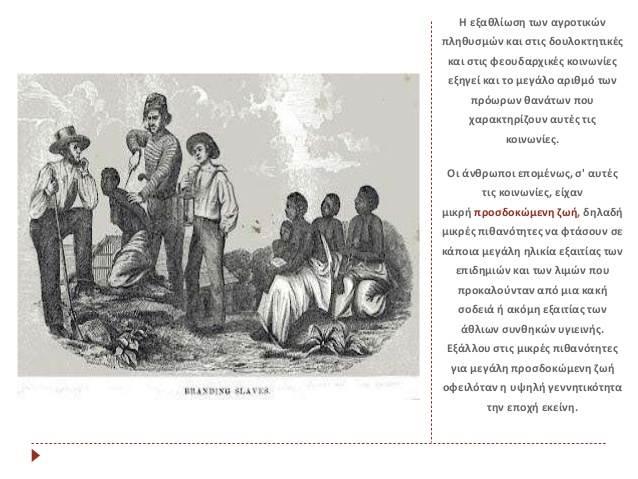 Η εξαθλίωση των αγροτικών
πληθυσμών και στις δουλοκτητικές
και στις φεουδαρχικές κοινωνίες
εξηγεί και το μεγάλο αριθμό των
πρόωρων θανάτων που
χαρακτηρίζουν αυτές τις
κοινωνίες.
Οι άνθρωποι επομένως, σ' αυτές
τις κοινωνίες, είχαν
μικρή προσδοκώμενη ζωή, δηλαδή
μικρές πιθανότητες να φτάσουν σε
κάποια μεγάλη ηλικία εξαιτίας των
επιδημιών και των λιμών που
προκαλούνταν από μια κακή
σοδειά ή ακόμη εξαιτίας των
άθλιων συνθηκών υγιεινής.
Εξάλλου στις μικρές πιθανότητες
για μεγάλη προσδοκώμενη ζωή
οφειλόταν η υψηλή γεννητικότητα
την εποχή εκείνη.
BRANDING SLAVES.